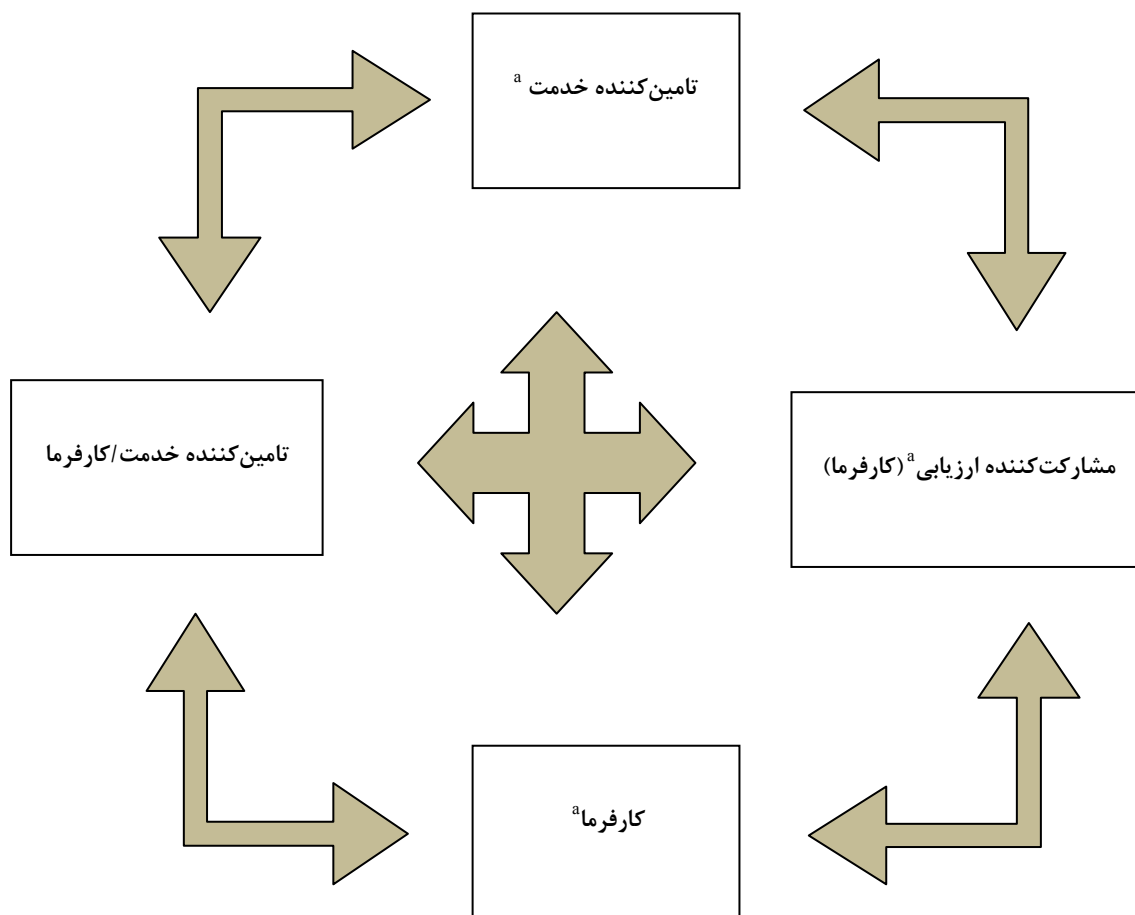 تامین‌کننده خدمت a
مشارکت‌کننده ارزیابی a (کارفرما)
تامین‌کننده خدمت/کارفرما
کارفرما a